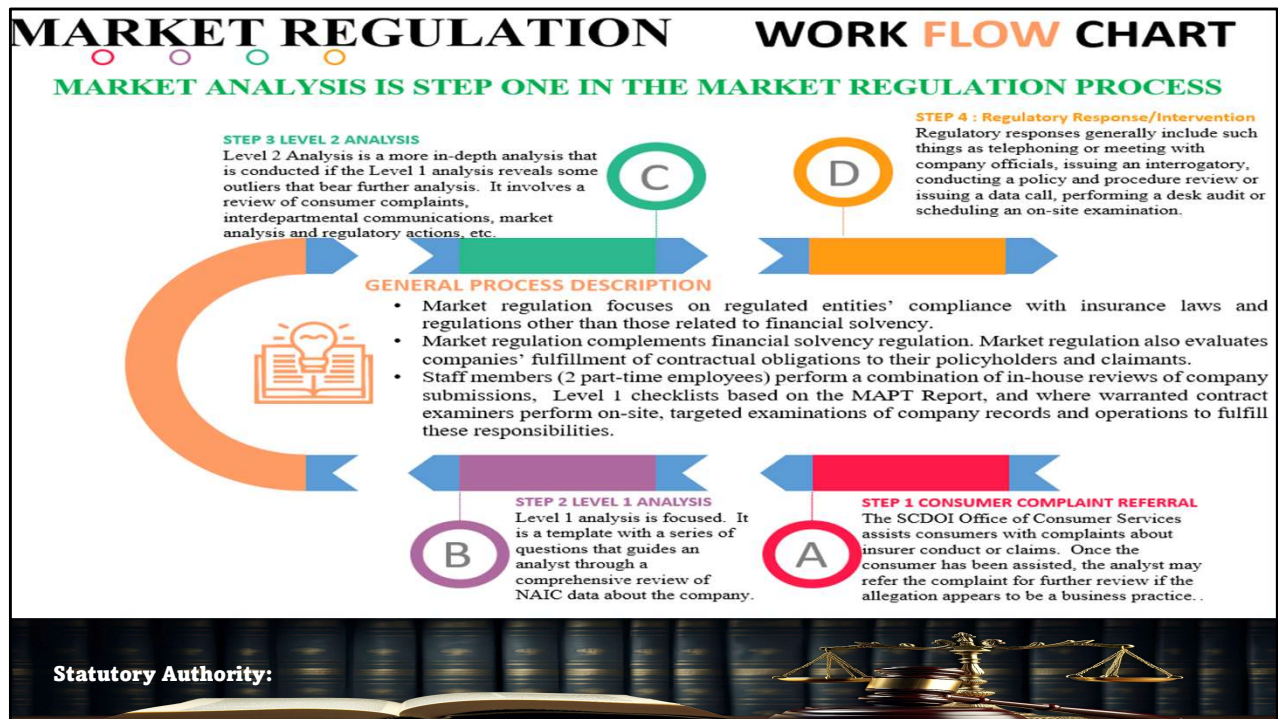 MARKET REGULATION
WORK FLOW CHART
MARKET ANALYSIS IS STEP ONE IN THE MARKET REGULATION PROCESS
STEP 3 LEVEL 2 ANALYSIS
Level 2 Analysis is a more in-depth analysis that
is conducted if the Level 1 analysis reveals some
outliers that bear further analysis. It involves a
review of consumer complaints,
interdepartmental communications, market
analysis and regulatory actions, etc.
C
D
STEP 4 : Regulatory Response/Intervention
Regulatory responses generally include such
things as telephoning or meeting with
company officials, issuing an interrogatory,
conducting a policy and procedure review or
issuing a data call, performing a desk audit or
scheduling an on-site examination.
GENERAL PROCESS DESCRIPTION
• Market regulation focuses on regulated entities' compliance with insurance laws and
regulations other than those related to financial solvency.
• Market regulation complements financial solvency regulation. Market regulation also evaluates
companies' fulfillment of contractual obligations to their policyholders and claimants.
• Staff members (2 part-time employees) perform a combination of in-house reviews of company
submissions, Level 1 checklists based on the MAPT Report, and where warranted contract
examiners perform on-site, targeted examinations of company records and operations to fulfill
these responsibilities.
B
STEP 2 LEVEL 1 ANALYSIS
Level 1 analysis is focused. It
is a template with a series of
questions that guides an
analyst through a
comprehensive review of
NAIC data about the company.
A
STEP 1 CONSUMER COMPLAINT REFERRAL
The SCDOI Office of Consumer Services
assists consumers with complaints about
insurer conduct or claims. Once the
consumer has been assisted, the analyst may
refer the complaint for further review if the
allegation appears to be a business practice. .
Statutory Authority: